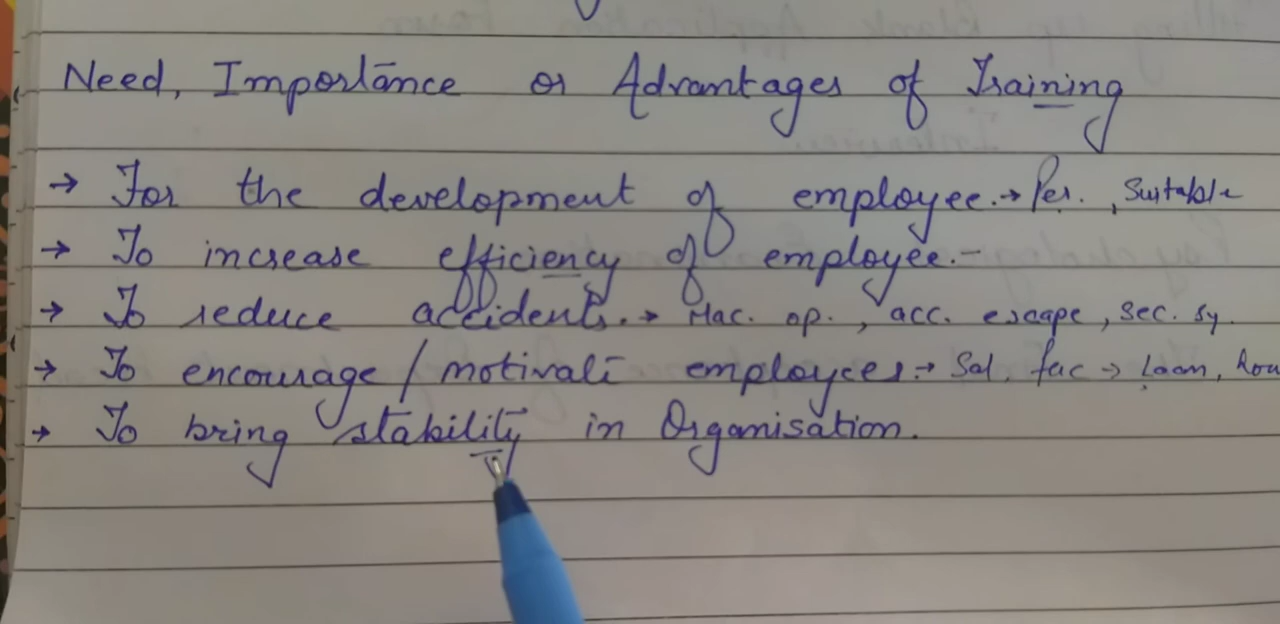 Need, Importance or Advantages of Training
→ For the development of employee.→ Per. , Suitable
→ To increase efficiency of employee.-
→ To reduce accidents.→ Mac. op. , acc. escape, sec. sy.
→ To encourage / motivate employees:→ Sal. fac → Loan, hou
→ To bring stability in Organisation.